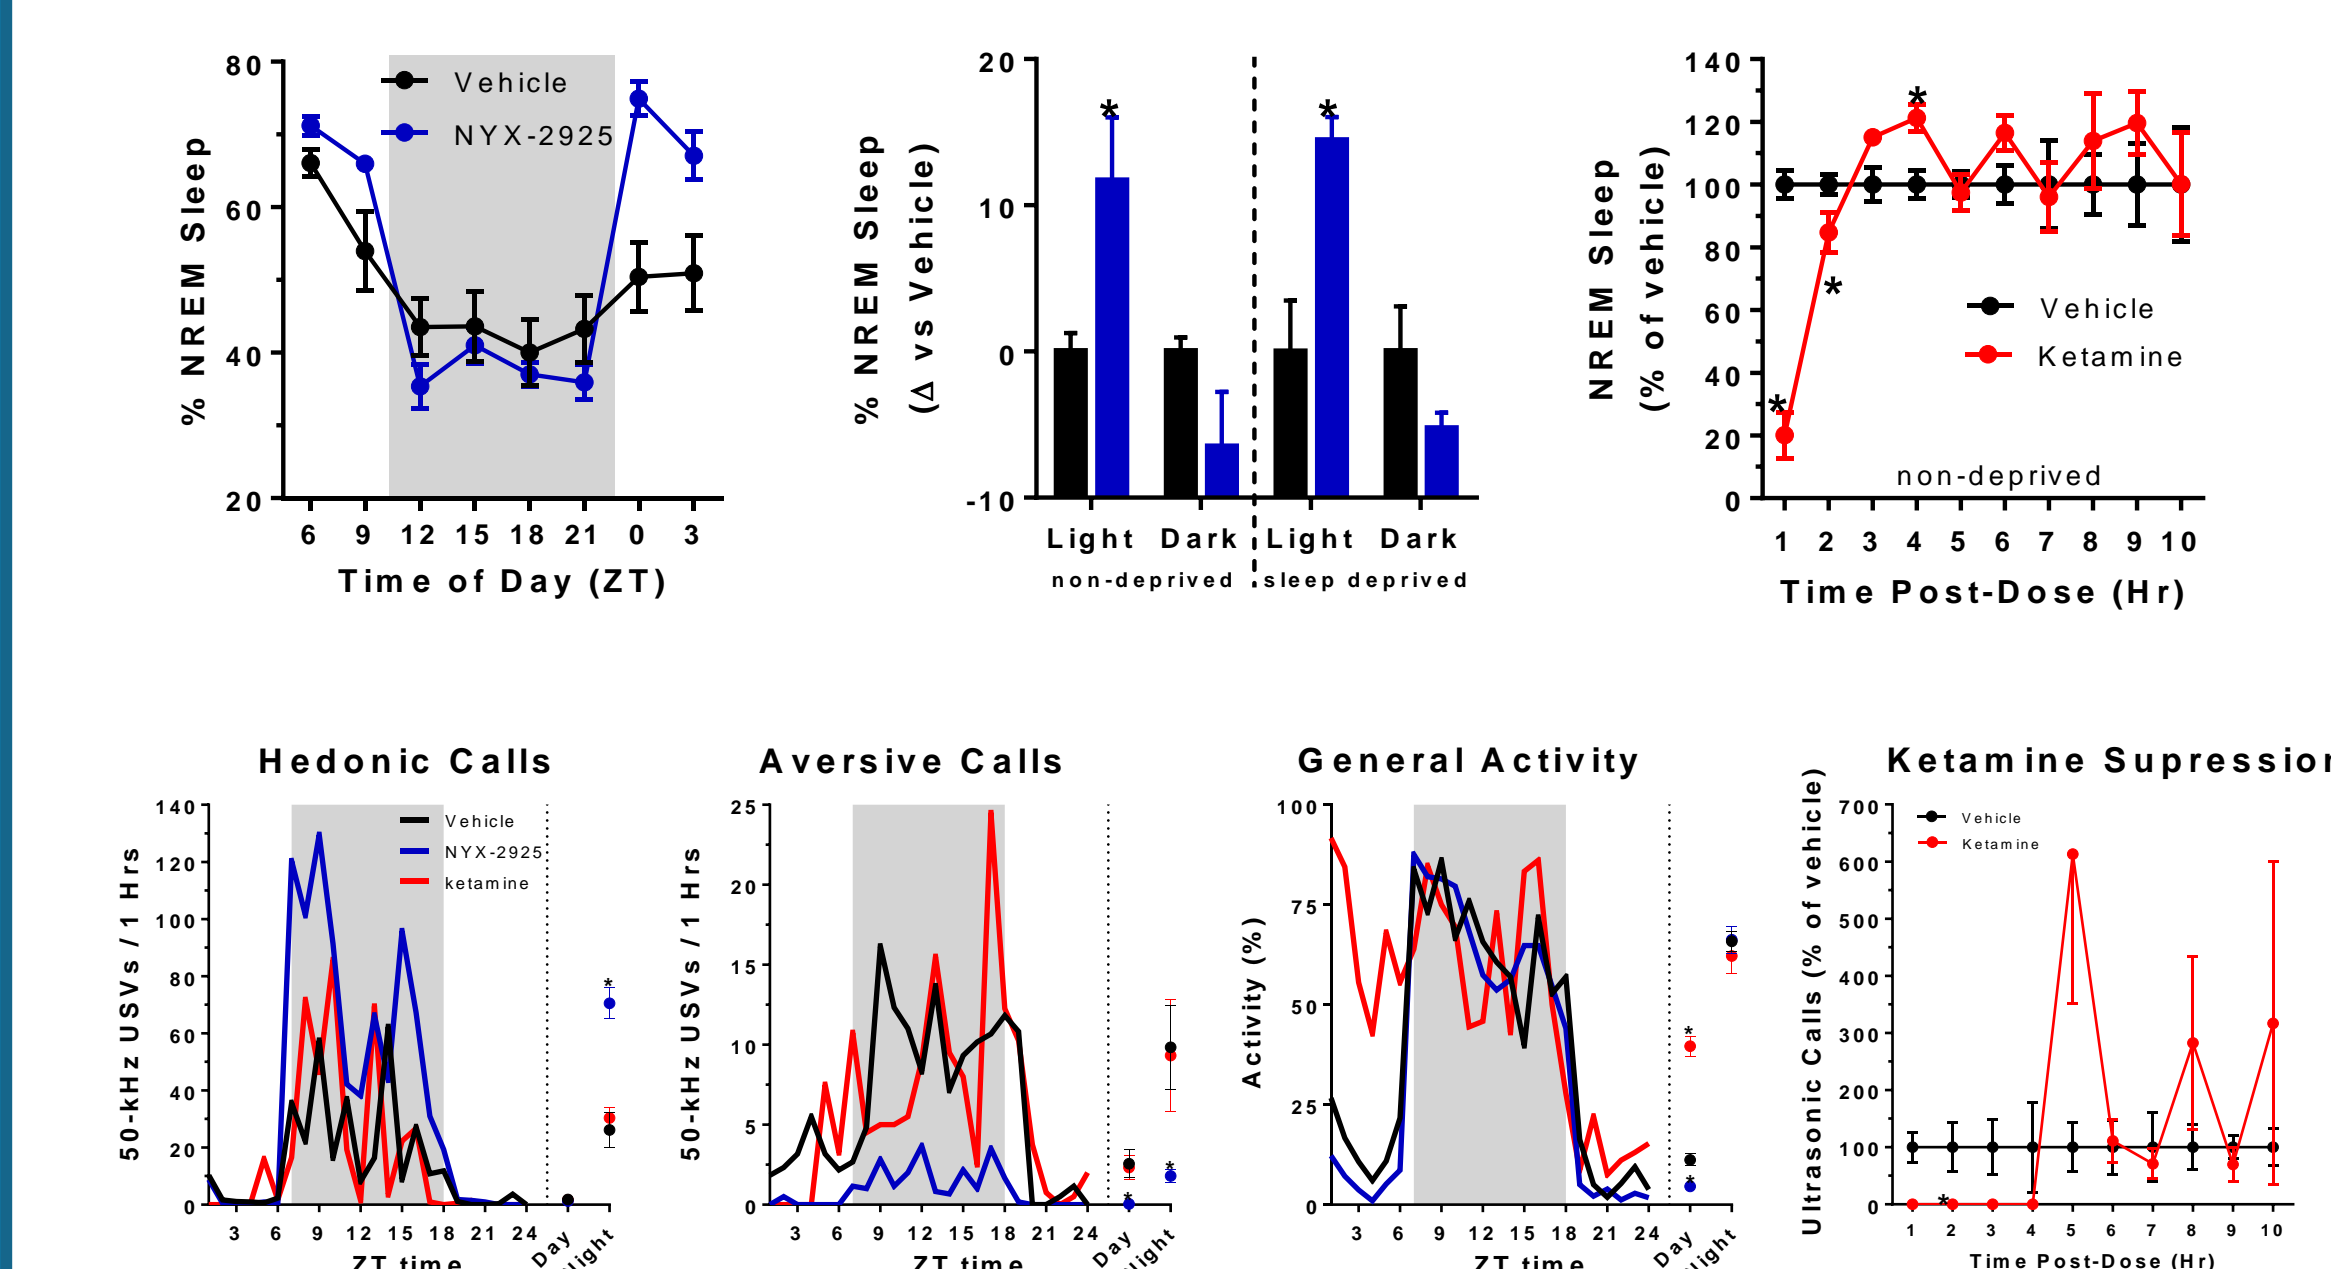 80
60
40
20
% NREM Sleep
Vehicle
NYX-2925
6 9 12 15 18 21 0 3
Time of Day (ZT)
20
10
0
-10
% NREM Sleep
(Δ vs Vehicle)
*
*
Light Dark Light Dark
non-deprived sleep deprived
140
120
100
80
60
40
20
0
NREM Sleep
(% of vehicle)
*
*
*
Vehicle
Ketamine
non-deprived
1 2 3 4 5 6 7 8 9 10
Time Post-Dose (Hr)
Hedonic Calls
140
120
100
80
60
40
20
0
50-kHz USVs / 1 Hrs
Vehicle
NYX-2925
ketamine
*
3 6 9 12 15 18 21 24
Day
light
ZT time
Aversive Calls
25
20
15
10
5
0
50-kHz USVs / 1 Hrs
*
*
3 6 9 12 15 18 21 24
Day
light
ZT time
General Activity
100
75
50
25
0
Activity (%)
*
*
3 6 9 12 15 18 21 24
Day
light
ZT time
Ketamine Supression
700
600
500
400
300
200
100
0
Ultrasonic Calls (% of vehicle)
Vehicle
Ketamine
*
1 2 3 4 5 6 7 8 9 10
Time Post-Dose (Hr)